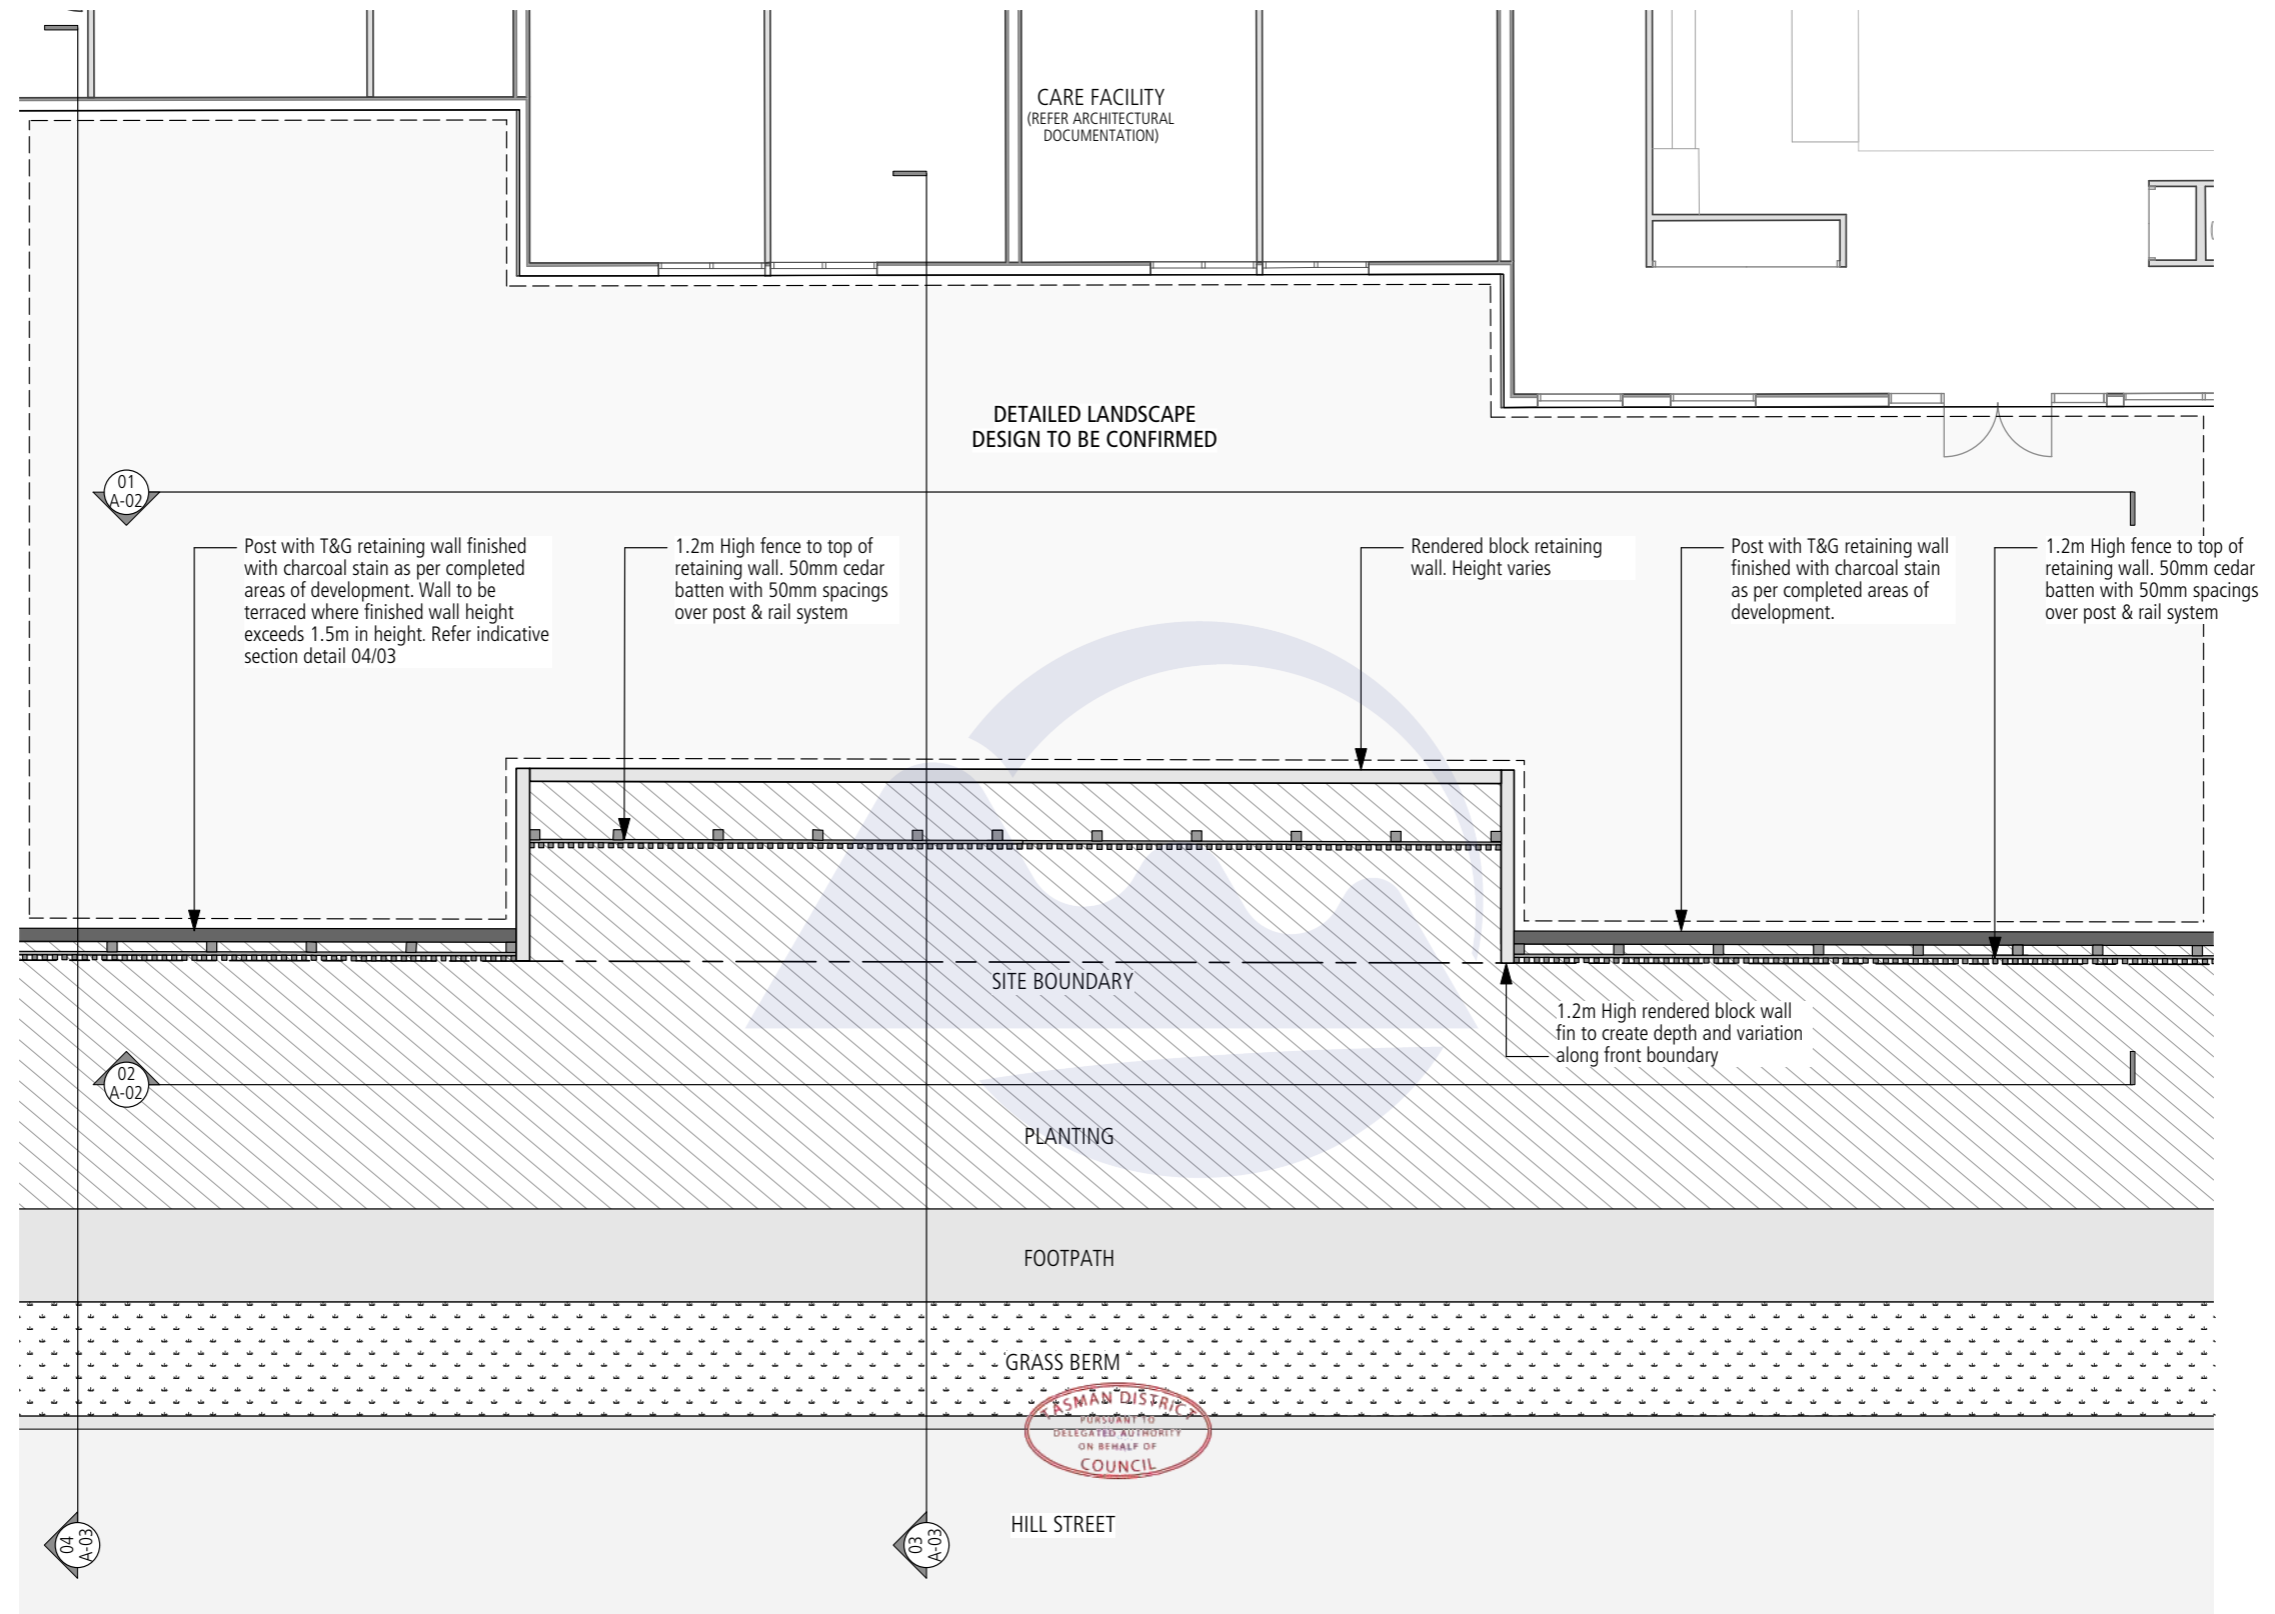 CARE FACILITY
(REFER ARCHITECTURAL
DOCUMENTATION)
DETAILED LANDSCAPE
DESIGN TO BE CONFIRMED
01
A-02
Post with T&G retaining wall finished
with charcoal stain as per completed
areas of development. Wall to be
terraced where finished wall height
exceeds 1.5m in height. Refer indicative
section detail 04/03
1.2m High fence to top of
retaining wall. 50mm cedar
batten with 50mm spacings
over post & rail system
Rendered block retaining
wall. Height varies
Post with T&G retaining wall
finished with charcoal stain
as per completed areas of
development.
1.2m High fence to top of
retaining wall. 50mm cedar
batten with 50mm spacings
over post & rail system
SITE BOUNDARY
1.2m High rendered block wall
fin to create depth and variation
along front boundary
02
A-02
PLANTING
FOOTPATH
GRASS BERM
TASMAN DISTRICT
PURSUANT TO
DELEGATED AUTHORITY
ON BEHALF OF
COUNCIL
HILL STREET
04
A-03
03
A-03